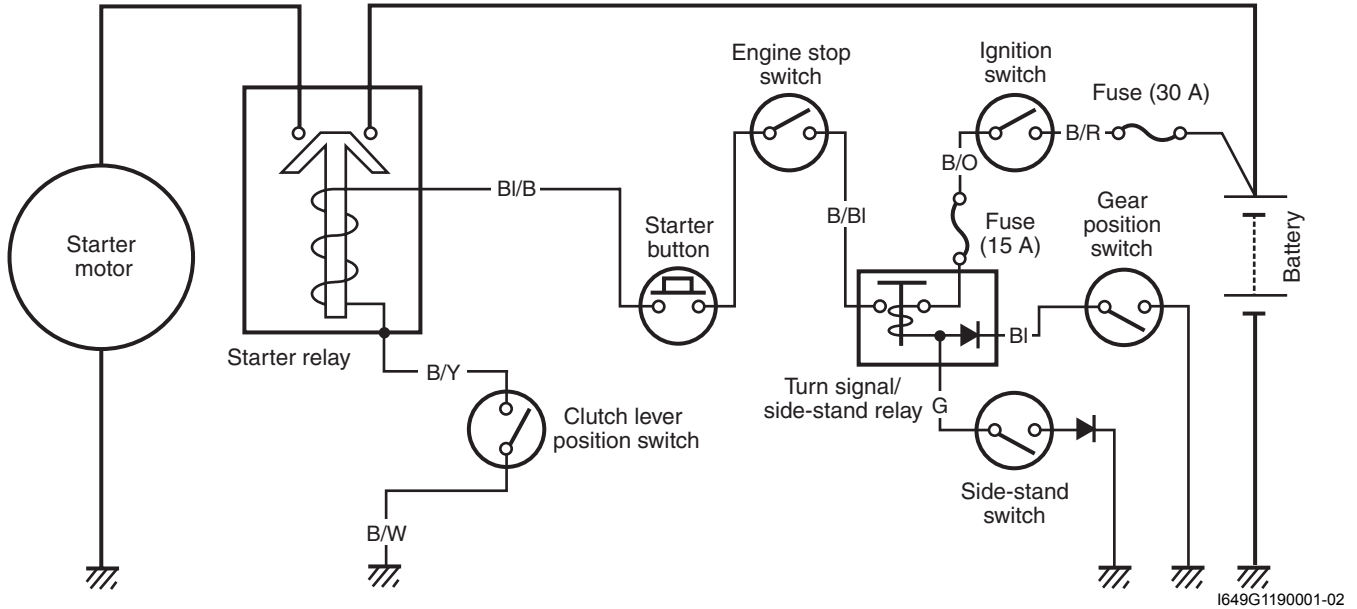 Engine stop
switch
Ignition
switch
Fuse (30 A)
B/R
B/O
Bl/B
B/Bl
Starter
button
Fuse
(15 A)
Gear
position
switch
Battery
Starter
motor
Bl
Starter relay
B/Y
Turn signal/
side-stand relay
G
Clutch lever
position switch
Side-stand
switch
B/W
I649G1190001-02